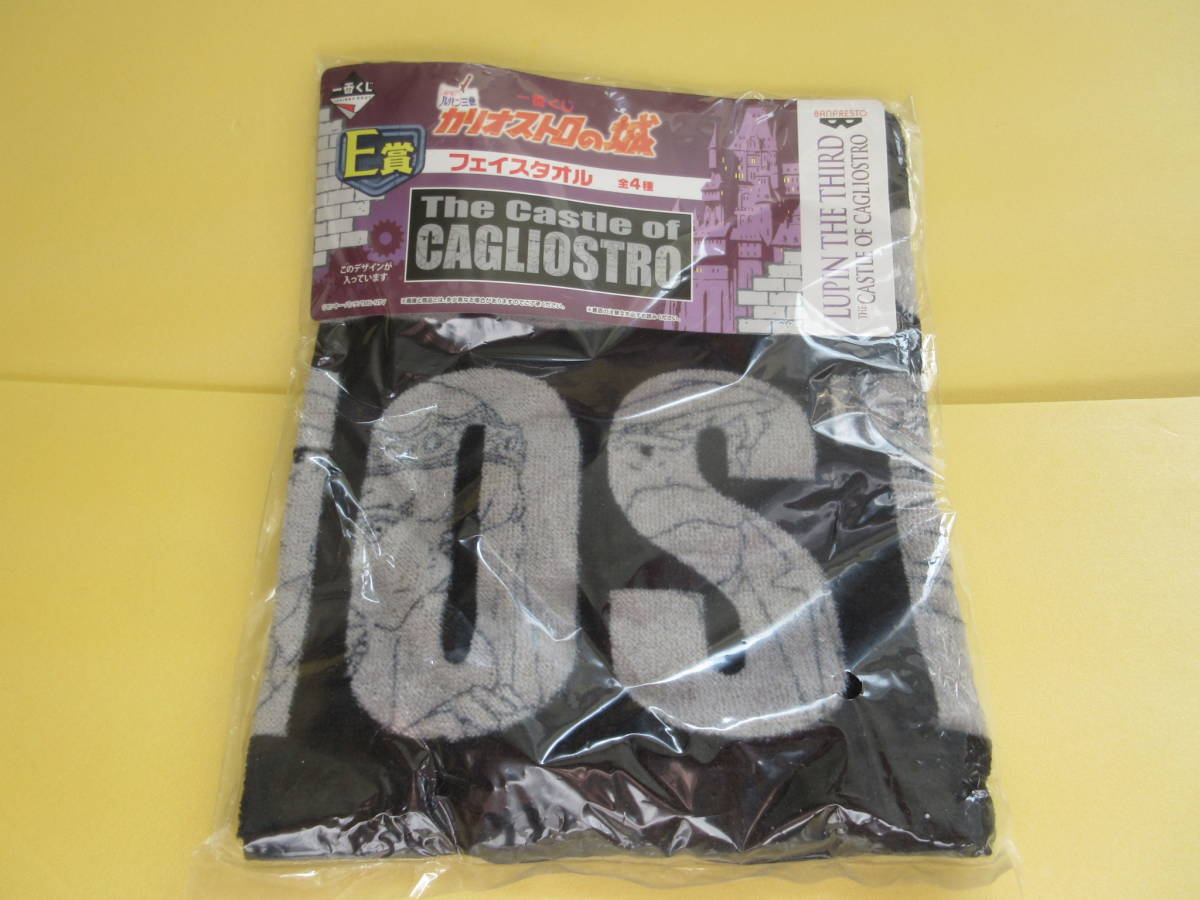 一番くじ
E賞
ルパン三世
一番くじ
カリオストロの城
フェイスタオル 全4種
The Castle of
CAGLIOSTRO
このデザインが
入っています
BANPRESTO
LUPIN THE THIRD
THE CASTLE OF CAGLIOSTRO
OST